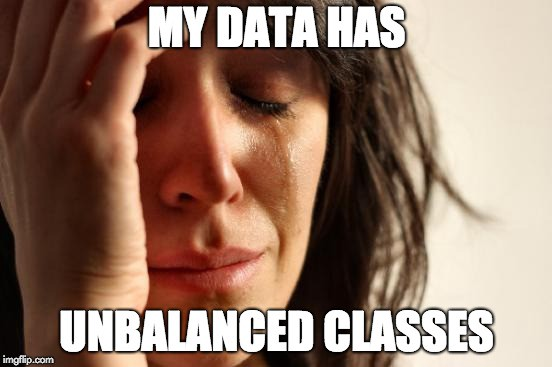 MY DATA HAS
UNBALANCED CLASSES
imgflip.com